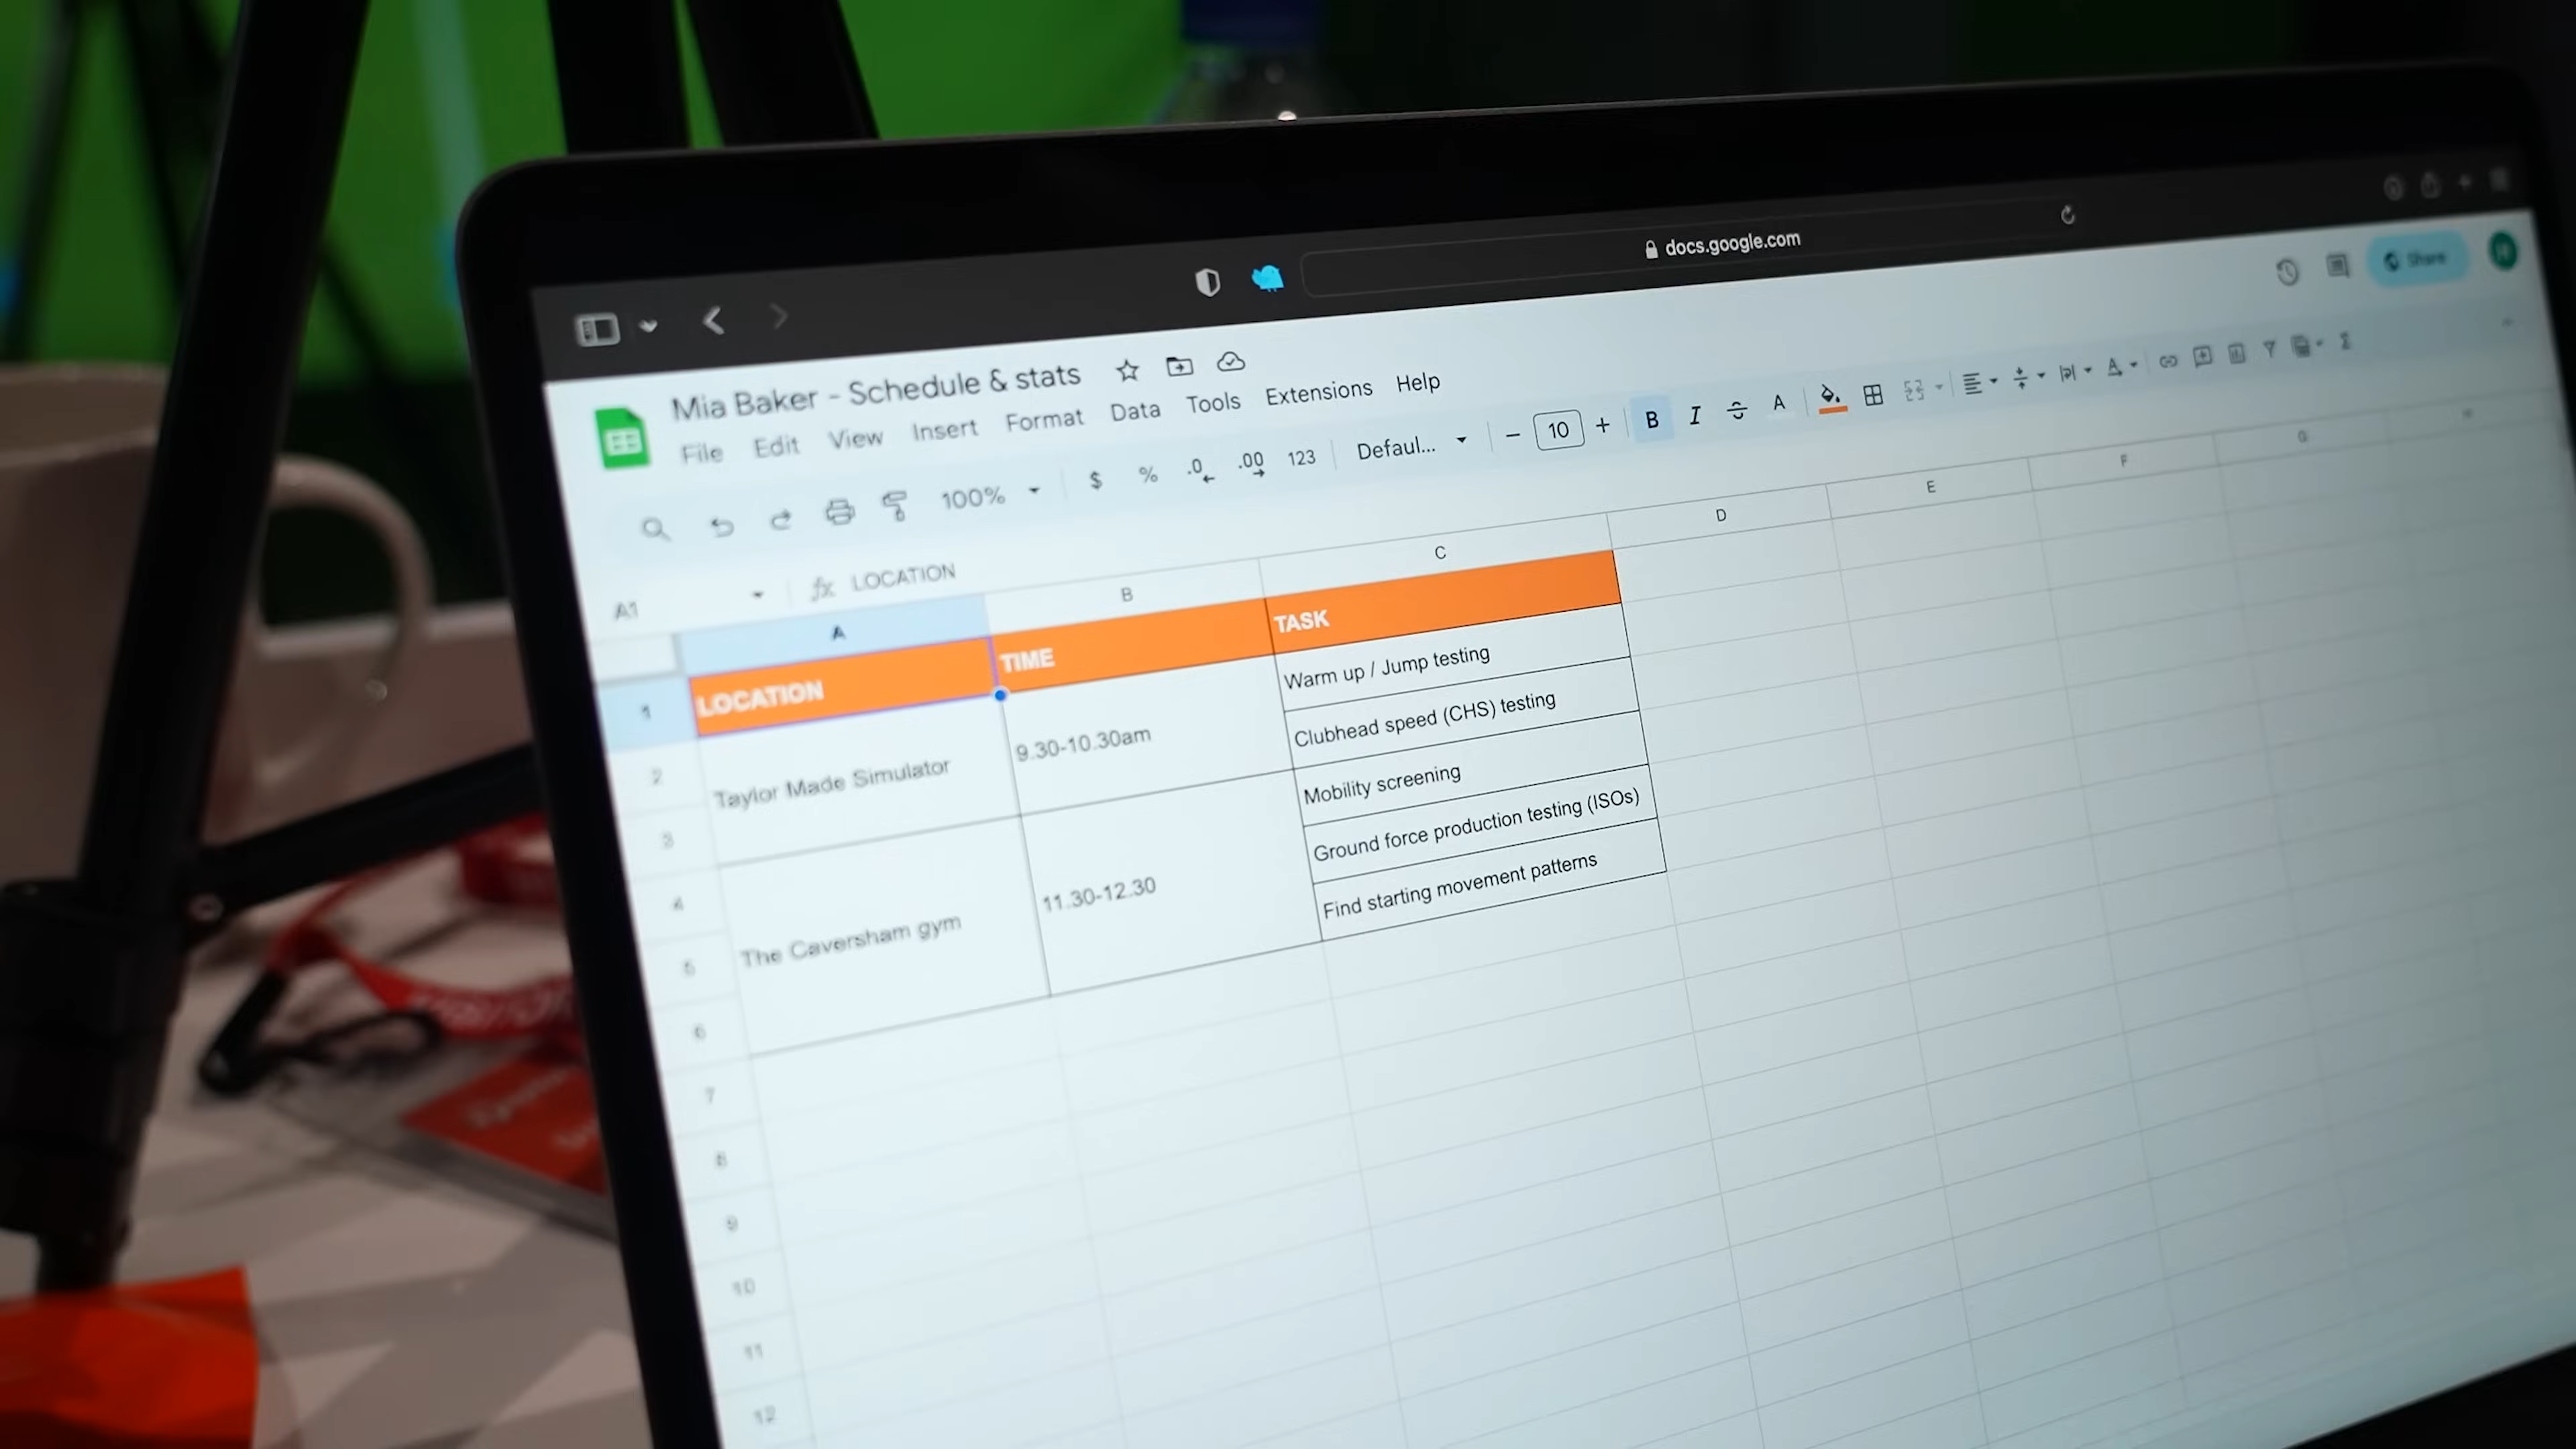 docs.google.com
Mia Baker - Schedule & stats
Share
File Edit View Insert Format Data Tools Extensions Help
100% $ % .0 .00 123 Defaul... 10 B I A A
A1 fx LOCATION
A B C D E F G
1 LOCATION TIME TASK
2 Taylor Made Simulator 9.30-10.30am Warm up / Jump testing
3 Clubhead speed (CHS) testing
4 The Caversham gym 11.30-12.30 Mobility screening
5 Ground force production testing (ISOs)
6 Find starting movement patterns
7
8
9
10
11
12